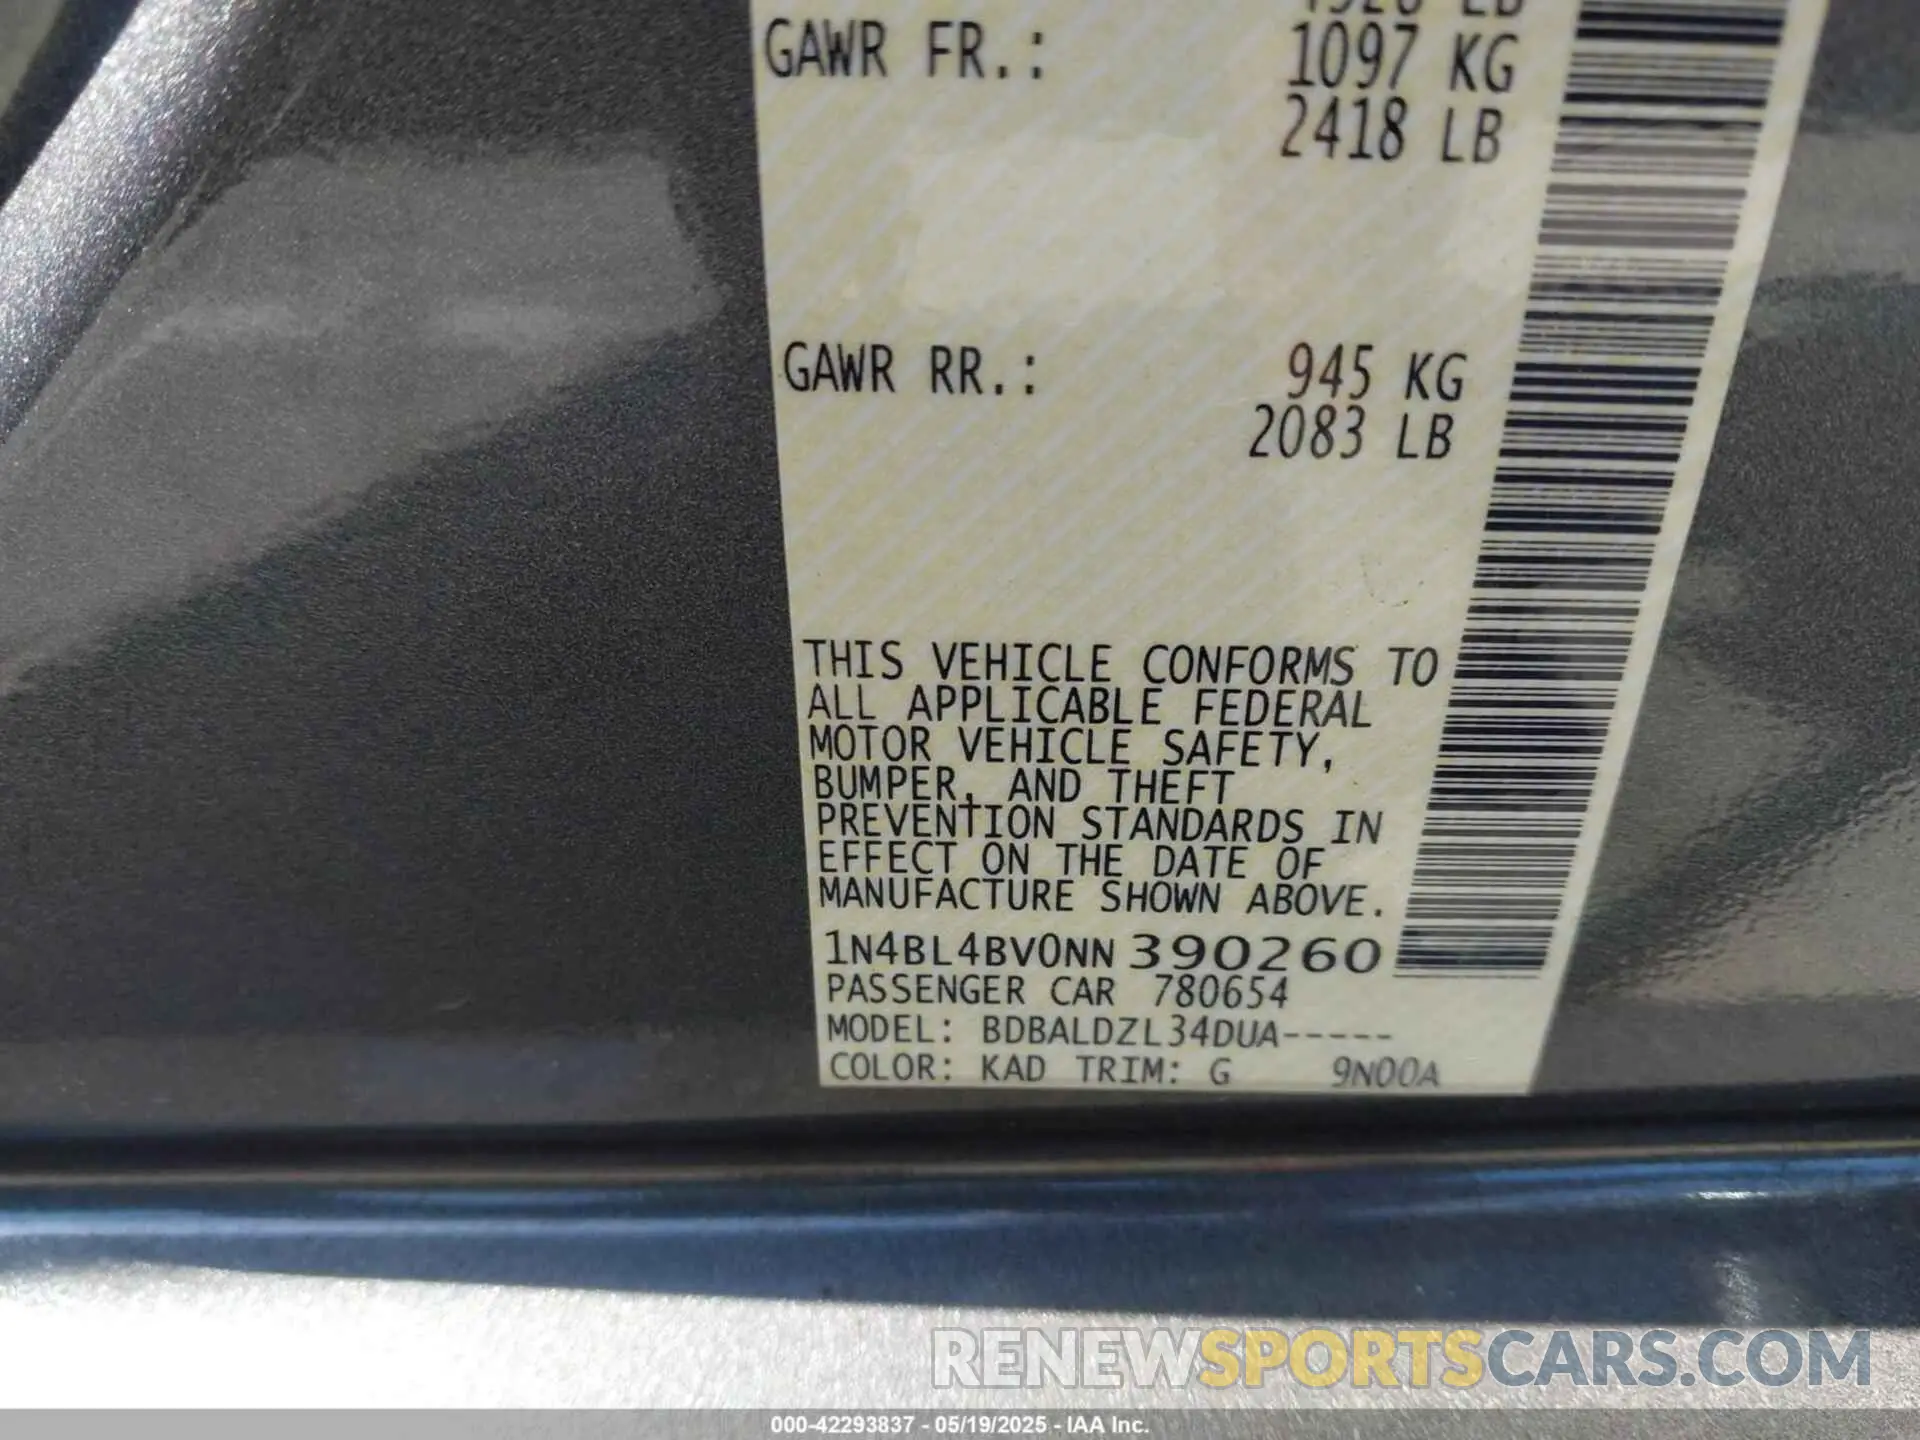 GAWR FR.: 1097 KG
2418 LB
GAWR RR.: 945 KG
2083 LB
THIS VEHICLE CONFORMS TO
ALL APPLICABLE FEDERAL
MOTOR VEHICLE SAFETY,
BUMPER, AND THEFT
PREVENTION STANDARDS IN
EFFECT ON THE DATE OF
MANUFACTURE SHOWN ABOVE.
1N4BL4BV0NN390260
PASSENGER CAR 780654
MODEL: BDBALDZL34DUA-----
COLOR: KAD TRIM: G 9N00A
RENEWSPORTSCARS.COM
000-42293837 - 05/19/2025 - IAA Inc.